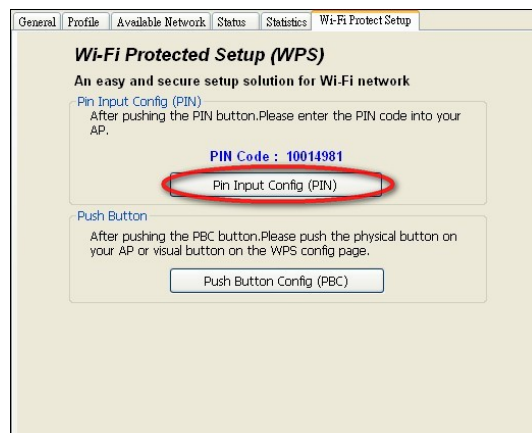 General Profile Available Network Status Statistics Wi-Fi Protect Setup
Wi-Fi Protected Setup (WPS)
An easy and secure setup solution for Wi-Fi network
Pin Input Config (PIN)
After pushing the PIN button.Please enter the PIN code into your
AP.
PIN Code : 10014981
Pin Input Config (PIN)
Push Button
After pushing the PBC button.Please push the physical button on
your AP or visual button on the WPS config page.
Push Button Config (PBC)